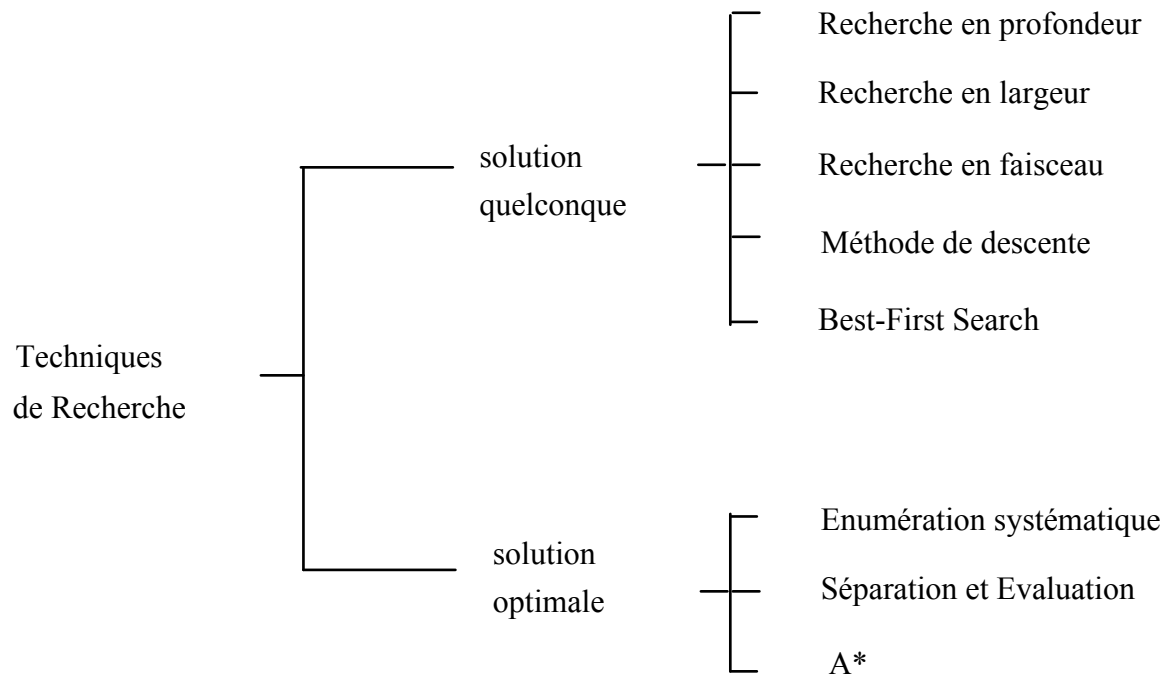 Techniques
de Recherche
solution
quelconque
Recherche en profondeur
Recherche en largeur
Recherche en faisceau
Méthode de descente
Best-First Search
solution
optimale
Enumération systématique
Séparation et Evaluation
A*